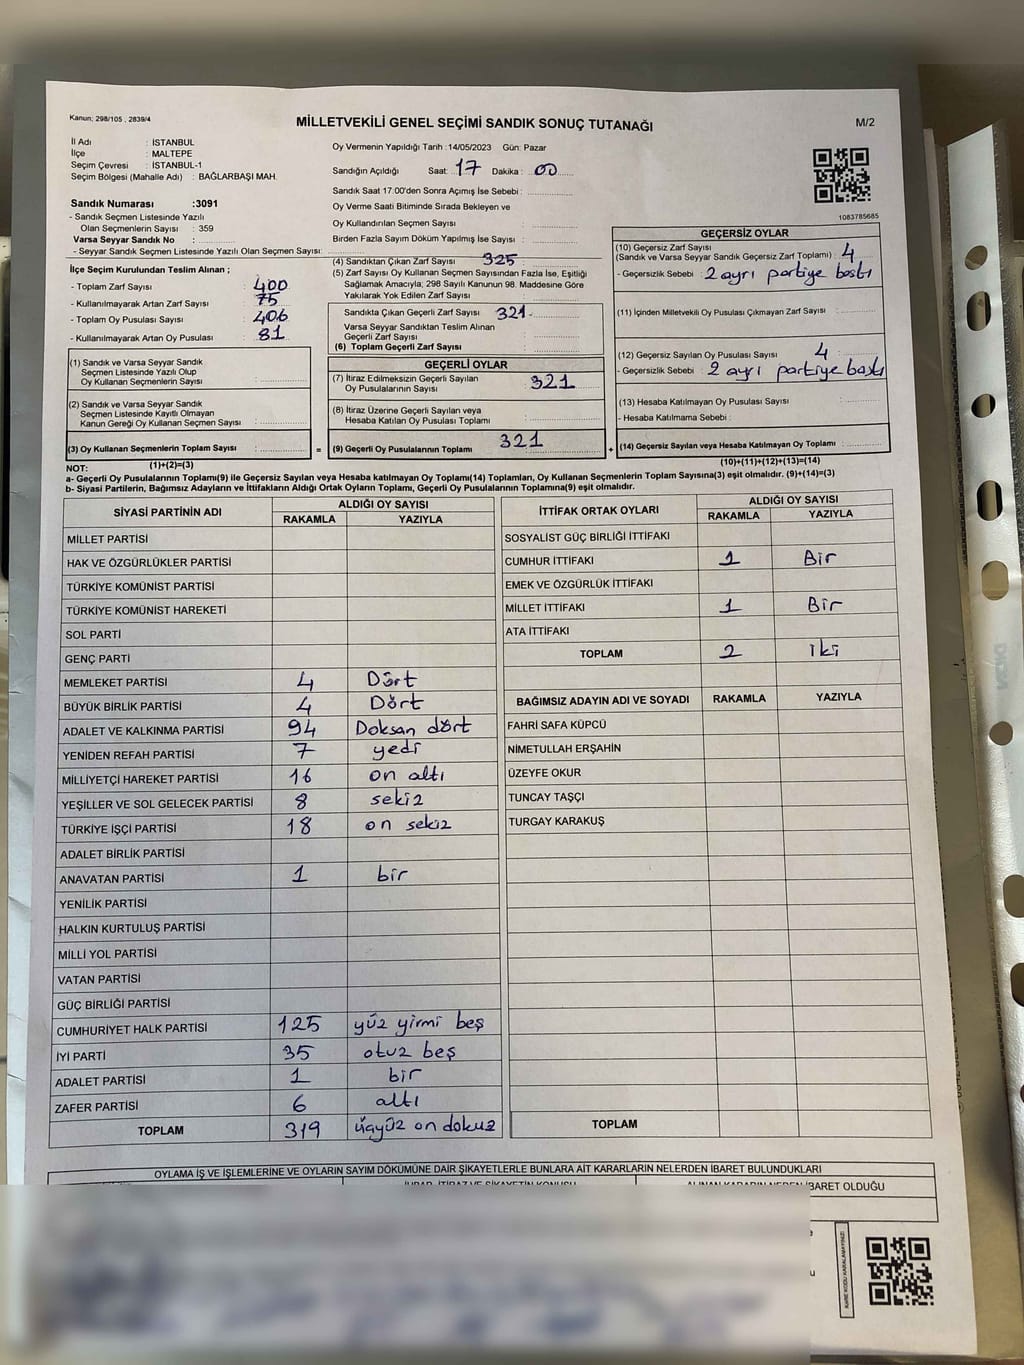 Kanun; 298/105 , 2839/4
MİLLETVEKİLİ GENEL SEÇİMİ SANDIK SONUÇ TUTANAĞI
M/2
İl Adı : İSTANBUL
İlçe : MALTEPE
Seçim Çevresi : İSTANBUL-1
Seçim Bölgesi (Mahalle Adı) : BAĞLARBAŞI MAH.
Sandık Numarası :3091
- Sandık Seçmen Listesinde Yazılı
Olan Seçmenlerin Sayısı : 359
Varsa Seyyar Sandık No :
- Seyyar Sandık Seçmen Listesinde Yazılı Olan Seçmen Sayısı:
İlçe Seçim Kurulundan Teslim Alınan ;
- Toplam Zarf Sayısı : 400
- Kullanılmayarak Artan Zarf Sayısı : 75
- Toplam Oy Pusulası Sayısı : 406
- Kullanılmayarak Artan Oy Pusulası : 81
(1) Sandık ve Varsa Seyyar Sandık
Seçmen Listesinde Yazılı Olup
Oy Kullanan Seçmenlerin Sayısı :
(2) Sandık ve Varsa Seyyar Sandık
Seçmen Listesinde Kayıtlı Olmayan
Kanun Gereği Oy Kullanan Seçmen Sayısı :
(3) Oy Kullanan Seçmenlerin Toplam Sayısı : =
(1)+(2)=(3)
Oy Vermenin Yapıldığı Tarih :14/05/2023 Gün: Pazar
Sandığın Açıldığı Saat: 17 Dakika : 00
Sandık Saat 17:00'den Sonra Açımış İse Sebebi :
Oy Verme Saati Bitiminde Sırada Bekleyen ve
Oy Kullandırılan Seçmen Sayısı :
Birden Fazla Sayım Döküm Yapılmış İse Sayısı :
(4) Sandıktan Çıkan Zarf Sayısı : 325
(5) Zarf Sayısı Oy Kullanan Seçmen Sayısından Fazla İse, Eşitliği
Sağlamak Amacıyla; 298 Sayılı Kanunun 98. Maddesine Göre
Yakılarak Yok Edilen Zarf Sayısı :
Sandıkta Çıkan Geçerli Zarf Sayısı : 321
Varsa Seyyar Sandıktan Teslim Alınan
Geçerli Zarf Sayısı :
(6) Toplam Geçerli Zarf Sayısı :
GEÇERLİ OYLAR
(7) İtiraz Edilmeksizin Geçerli Sayılan
Oy Pusulalarının Sayısı : 321
(8) İtiraz Üzerine Geçerli Sayılan veya
Hesaba Katılan Oy Pusulası Toplamı :
(9) Geçerli Oy Pusulalarının Toplamı : 321 +
1083785685
GEÇERSİZ OYLAR
(10) Geçersiz Zarf Sayısı
(Sandık ve Varsa Seyyar Sandık Geçersiz Zarf Toplamı) : 4
- Geçersizlik Sebebi : 2 ayrı partiye bastı
(11) İçinden Milletvekili Oy Pusulası Çıkmayan Zarf Sayısı :
(12) Geçersiz Sayılan Oy Pusulası Sayısı : 4
- Geçersizlik Sebebi : 2 ayrı partiye bastı
(13) Hesaba Katılmayan Oy Pusulası Sayısı :
- Hesaba Katılmama Sebebi :
(14) Geçersiz Sayılan veya Hesaba Katılmayan Oy Toplamı :
(10)+(11)+(12)+(13)=(14)
NOT:
a- Geçerli Oy Pusulalarının Toplamı(9) ile Geçersiz Sayılan veya Hesaba katılmayan Oy Toplamı(14) Toplamları, Oy Kullanan Seçmenlerin Toplam Sayısına(3) eşit olmalıdır. (9)+(14)=(3)
b- Siyasi Partilerin, Bağımsız Adayların ve İttifakların Aldığı Ortak Oyların Toplamı, Geçerli Oy Pusulalarının Toplamına(9) eşit olmalıdır.
SİYASİ PARTİNİN ADI ALDIĞI OY SAYISI
RAKAMLA YAZIYLA
MİLLET PARTİSİ
HAK VE ÖZGÜRLÜKLER PARTİSİ
TÜRKİYE KOMÜNİST PARTİSİ
TÜRKİYE KOMÜNİST HAREKETİ
SOL PARTİ
GENÇ PARTİ
MEMLEKET PARTİSİ 4 Dört
BÜYÜK BİRLİK PARTİSİ 4 Dört
ADALET VE KALKINMA PARTİSİ 94 Doksan dört
YENİDEN REFAH PARTİSİ 7 yedi
MİLLİYETÇİ HAREKET PARTİSİ 16 on altı
YEŞİLLER VE SOL GELECEK PARTİSİ 8 sekiz
TÜRKİYE İŞÇİ PARTİSİ 18 on sekiz
ADALET BİRLİK PARTİSİ
ANAVATAN PARTİSİ 1 bir
YENİLİK PARTİSİ
HALKIN KURTULUŞ PARTİSİ
MİLLİ YOL PARTİSİ
VATAN PARTİSİ
GÜÇ BİRLİĞİ PARTİSİ
CUMHURİYET HALK PARTİSİ 125 yüz yirmi beş
İYİ PARTİ 35 otuz beş
ADALET PARTİSİ 1 bir
ZAFER PARTİSİ 6 altı
TOPLAM 319 üçyüz on dokuz
İTTİFAK ORTAK OYLARI ALDIĞI OY SAYISI
RAKAMLA YAZIYLA
SOSYALİST GÜÇ BİRLİĞİ İTTİFAKI
CUMHUR İTTİFAKI 1 Bir
EMEK VE ÖZGÜRLÜK İTTİFAKI
MİLLET İTTİFAKI 1 Bir
ATA İTTİFAKI
TOPLAM 2 iki
BAĞIMSIZ ADAYIN ADI VE SOYADI RAKAMLA YAZIYLA
FAHRİ SAFA KÜPCÜ
NİMETULLAH ERŞAHİN
ÜZEYFE OKUR
TUNCAY TAŞÇI
TURGAY KARAKUŞ
TOPLAM
OYLAMA İŞ VE İŞLEMLERİNE VE OYLARIN SAYIM DÖKÜMÜNE DAİR ŞİKAYETLERLE BUNLARA AİT KARARLARIN NELERDEN İBARET BULUNDUKLARI
İHBAR, İTİRAZ VE ŞİKAYETİN KONUSU ALINAN KARARIN NEDEN İBARET OLDUĞU
KARE KODU KARALAMAYINIZ!